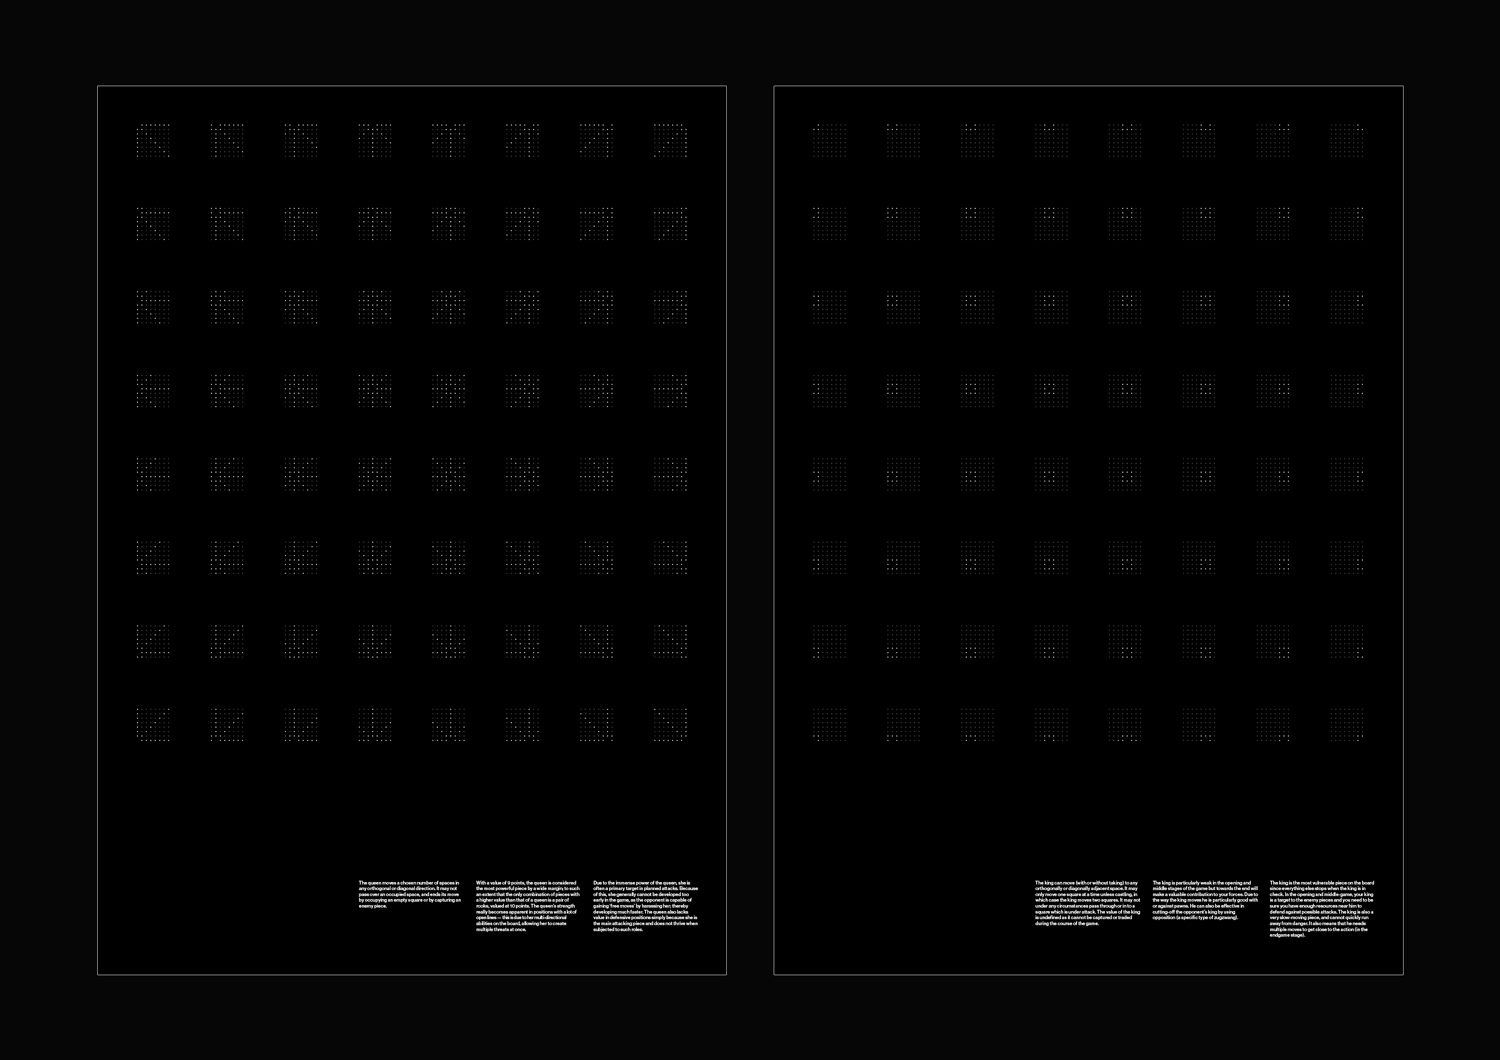 The queen moves a chosen number of spaces in
any orthogonal or diagonal direction. It may not
pass over an occupied space, and ends its move
by occupying an empty square or by capturing an
enemy piece.
With a value of 9 points, the queen is considered
the most powerful piece by a wide margin; to such
an extent that the only combination of pieces with
a higher value than that of a queen is a pair of
rooks, valued at 10 points. The queen's strength
really becomes apparent in positions with a lot of
open lines — this is due to her multi directional
abilities on the board, allowing her to create
multiple threats at once.
Due to the immense power of the queen, she is
often a primary target in planned attacks. Because
of this, she generally cannot be developed too
early in the game, as the opponent is capable of
gaining 'free moves' by harassing her; thereby
developing much faster. The queen also lacks
value in defensive positions simply because she is
the main attacking piece and does not thrive when
subjected to such roles.
The king can move (with or without taking) to any
orthogonally or diagonally adjacent space. It may
only move one square at a time unless castling, in
which case the king moves two squares. It may not
under any circumstances pass through or in to a
square which is under attack. The value of the king
is undefined as it cannot be captured or traded
during the course of the game.
The king is particularly weak in the opening and
middle stages of the game but towards the end will
make a valuable contribution to your forces. Due to
the way the king moves he is particularly good with
or against pawns. He can also be effective in
cutting-off the opponent's king by using
opposition (a specific type of zugzwang).
The king is the most vulnerable piece on the board
since everything else stops when the king is in
check. In the opening and middle-game, your king
is a target to the enemy pieces and you need to be
sure you have enough resources near him to
defend against possible attacks. The king is also a
very slow-moving piece, and cannot quickly run
away from danger. It also means that he needs
multiple moves to get close to the action (in the
endgame stage).